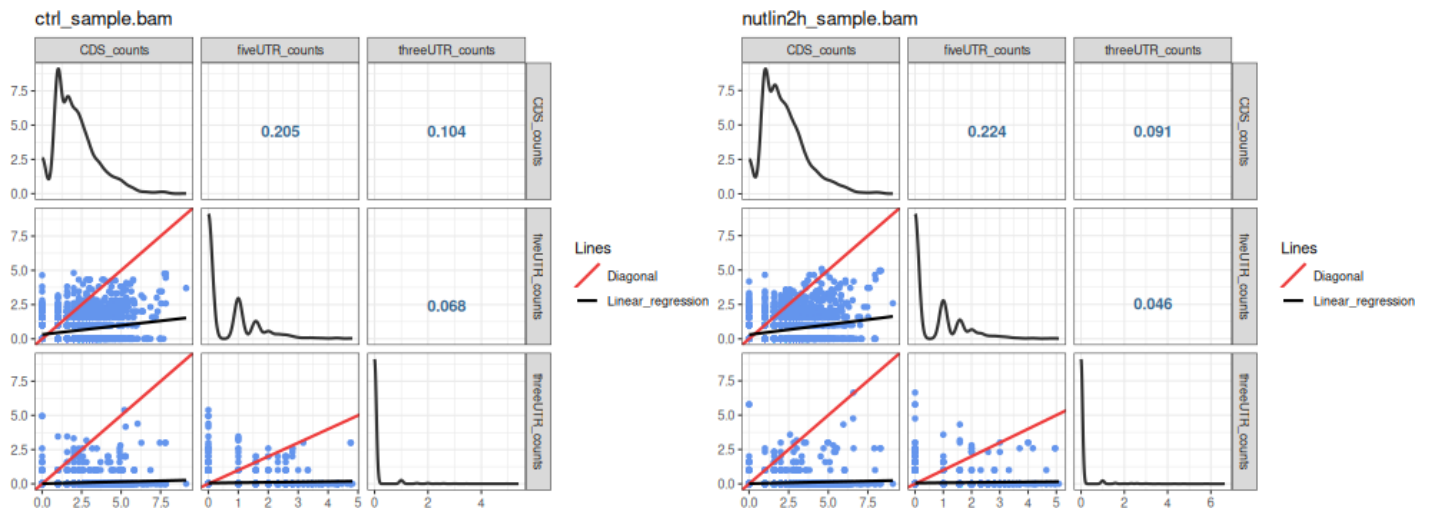 ctrl_sample.bam
CDS_counts fiveUTR_counts threeUTR_counts
7.5
5.0
2.5
0.0
0.205 0.104
CDS_counts
7.5
5.0
2.5
0.0
0.068
fiveUTR_counts
7.5
5.0
2.5
0.0
threeUTR_counts
0.0 2.5 5.0 7.5 0 1 2 3 4 5 0 2 4
Lines
Diagonal
Linear_regression
nutlin2h_sample.bam
CDS_counts fiveUTR_counts threeUTR_counts
7.5
5.0
2.5
0.0
0.224 0.091
CDS_counts
7.5
5.0
2.5
0.0
0.046
fiveUTR_counts
7.5
5.0
2.5
0.0
threeUTR_counts
0.0 2.5 5.0 7.5 0 1 2 3 4 5 0 2 4 6
Lines
Diagonal
Linear_regression